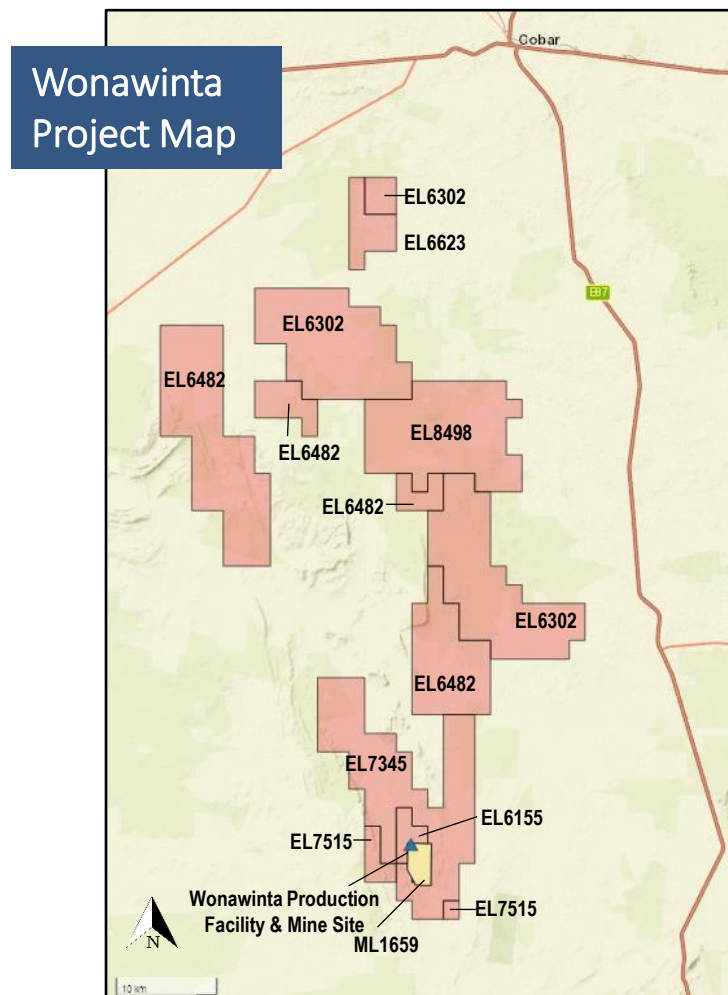 Wonawinta
Project Map
Cobar
EL6302
EL6623
B87
EL6302
EL6482
EL8498
EL6482
EL6482
EL6302
EL6482
EL7345
EL6155
EL7515
Wonawinta Production
Facility & Mine Site
EL7515
ML1659
N
10 km